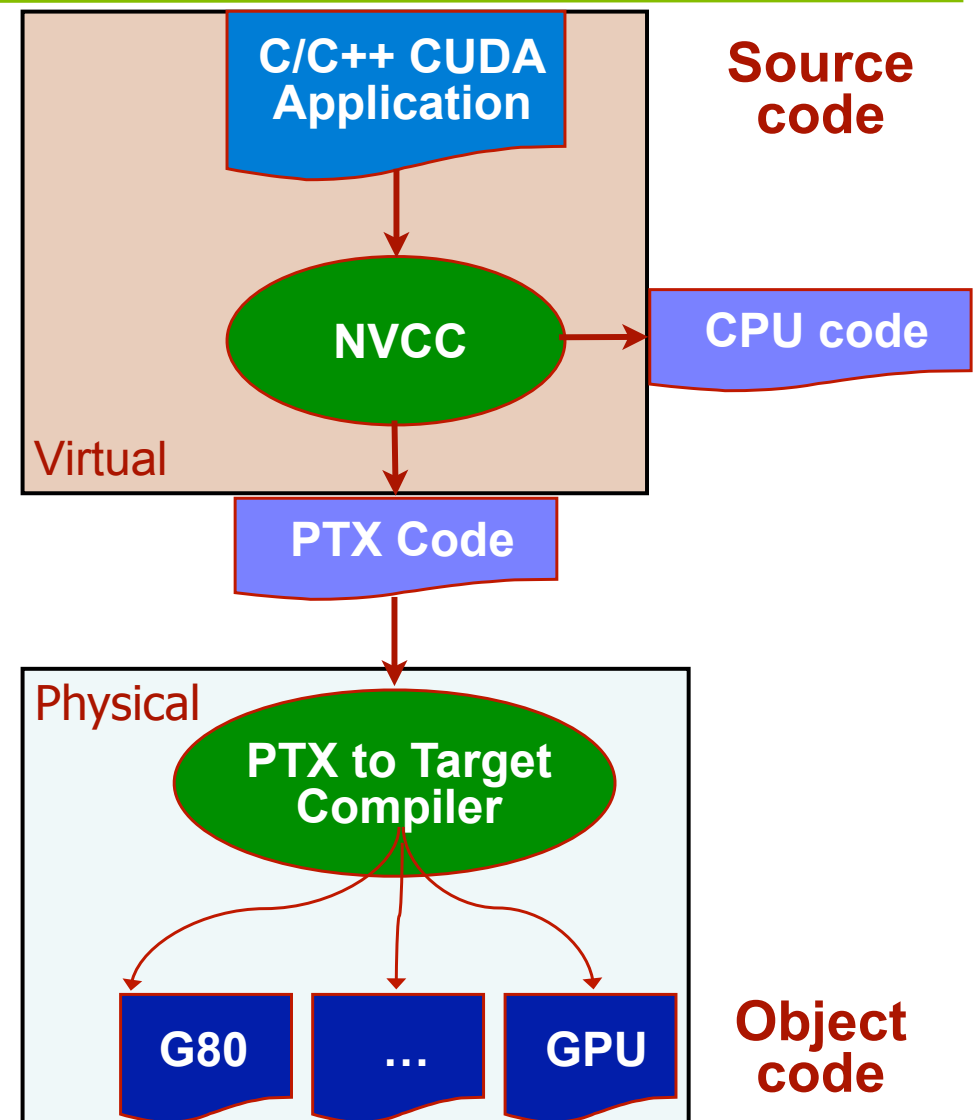 C/C++ CUDA
Application
Source
code
NVCC
CPU code
Virtual
PTX Code
Physical
PTX to Target
Compiler
G80
…
GPU
Object
code